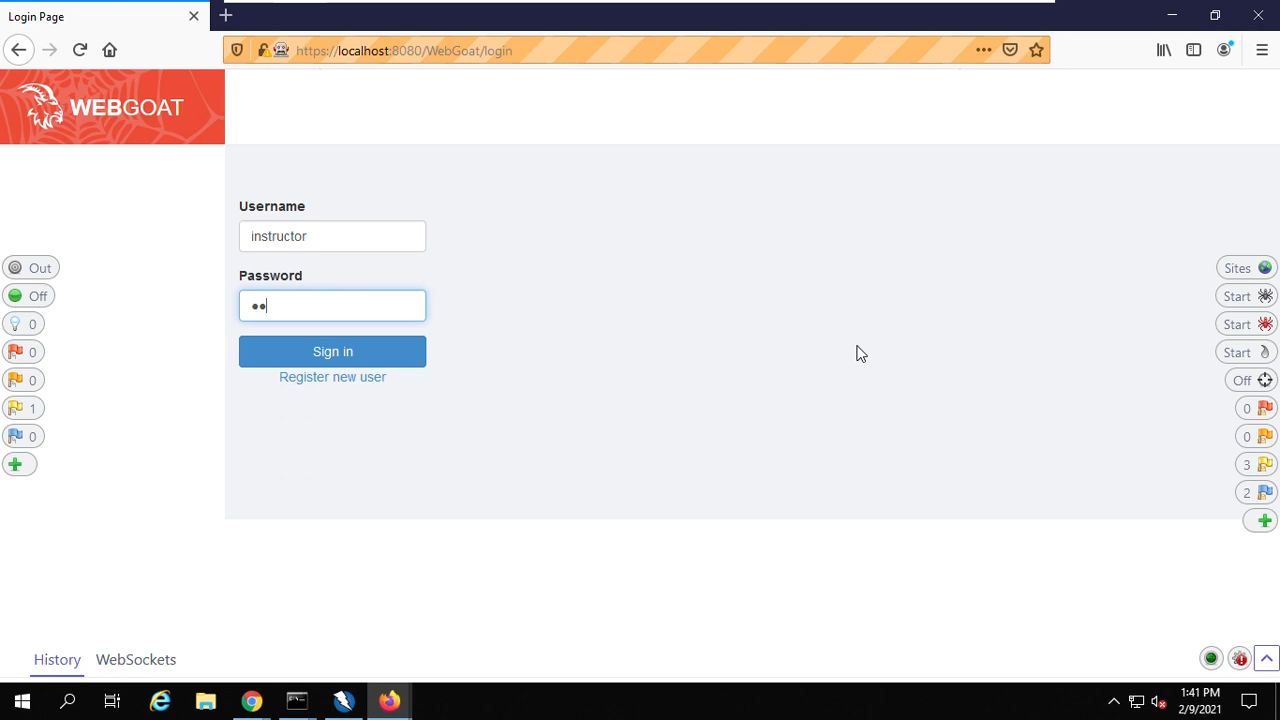 Login Page
https://localhost:8080/WebGoat/login
WEBGOAT
Username
instructor
Password
Sign in
Register new user
Out
Off
0
0
0
1
0
Sites
Start
Start
Start
Off
0
0
3
2
History
WebSockets
1:41 PM
2/9/2021